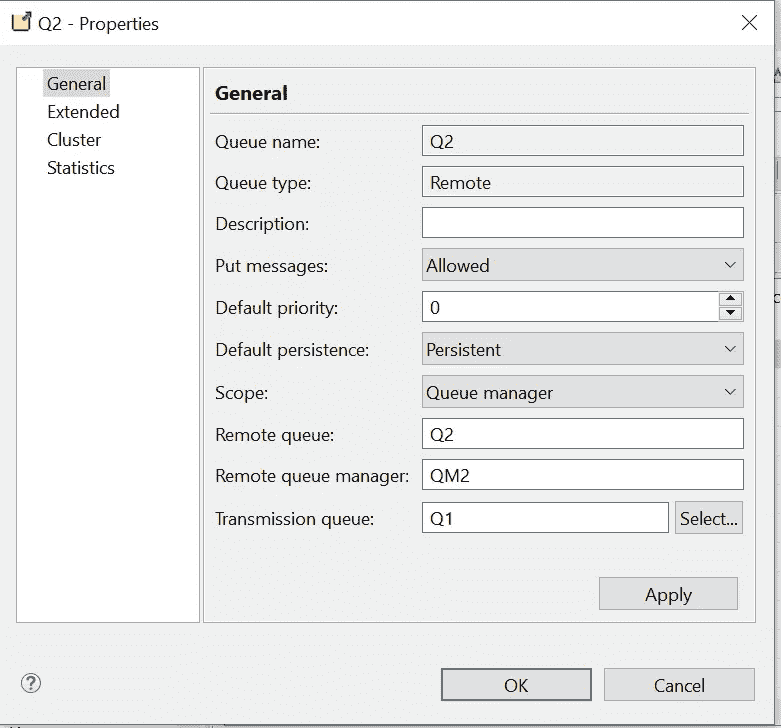 Q2 - Properties
General
Extended
Cluster
Statistics
General
Queue name: Q2
Queue type: Remote
Description:
Put messages: Allowed
Default priority: 0
Default persistence: Persistent
Scope: Queue manager
Remote queue: Q2
Remote queue manager: QM2
Transmission queue: Q1 Select...
Apply
? OK Cancel